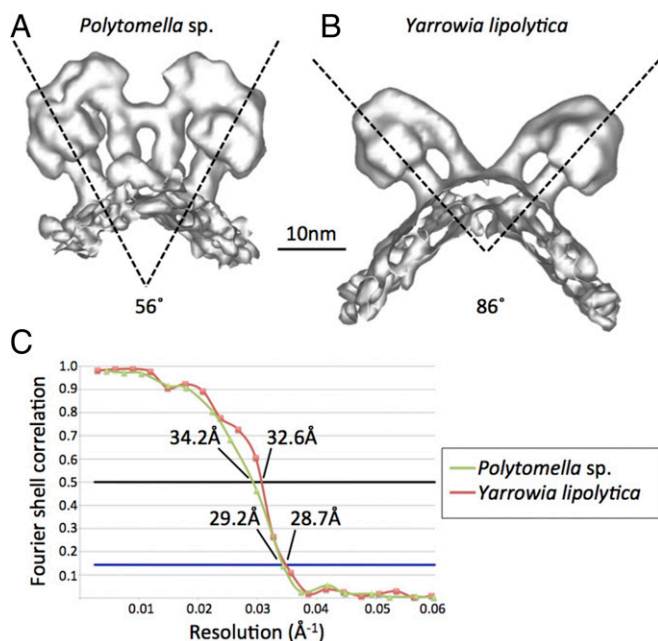 A
Polytomella sp.
B
Yarrowia lipolytica
10nm
56°
86°
C
1.0
0.9
0.8
0.7
0.6
0.5
0.4
0.3
0.2
0.1
Fourier shell correlation
34.2Å
32.6Å
29.2Å
28.7Å
0.01
0.02
0.03
0.04
0.05
0.06
Resolution (Å-1)
Polytomella sp.
Yarrowia lipolytica